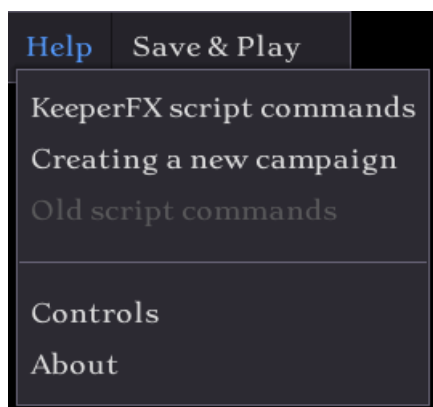 Help Save & Play
KeeperFX script commands
Creating a new campaign
Old script commands
Controls
About